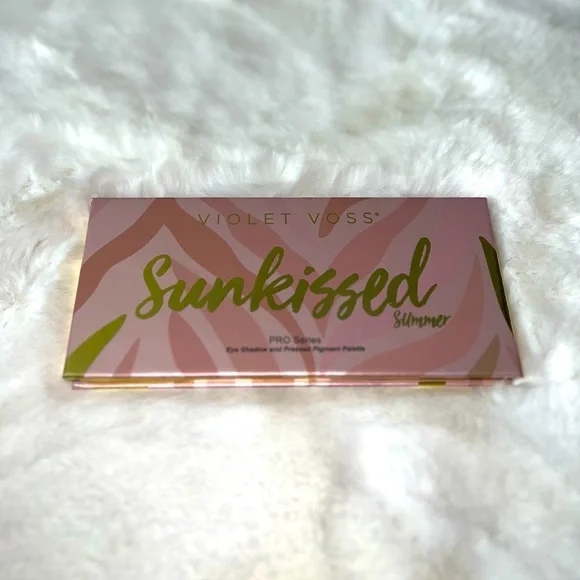 VIOLET VOSS®
Sunkissed
Summer
PRO Series
Eye Shadow and Pressed Pigment Palette